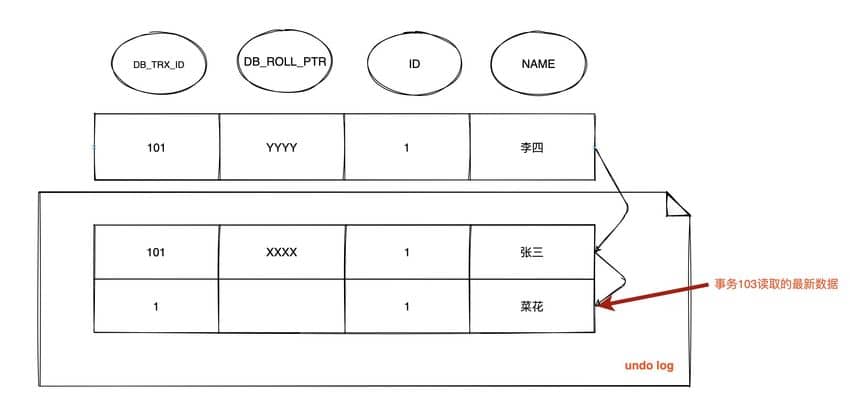 DB_TRX_ID DB_ROLL_PTR ID NAME
101 YYYY 1 李四
101 XXXX 1 张三
事务103读取的最新数据
1 1 菜花
undo log